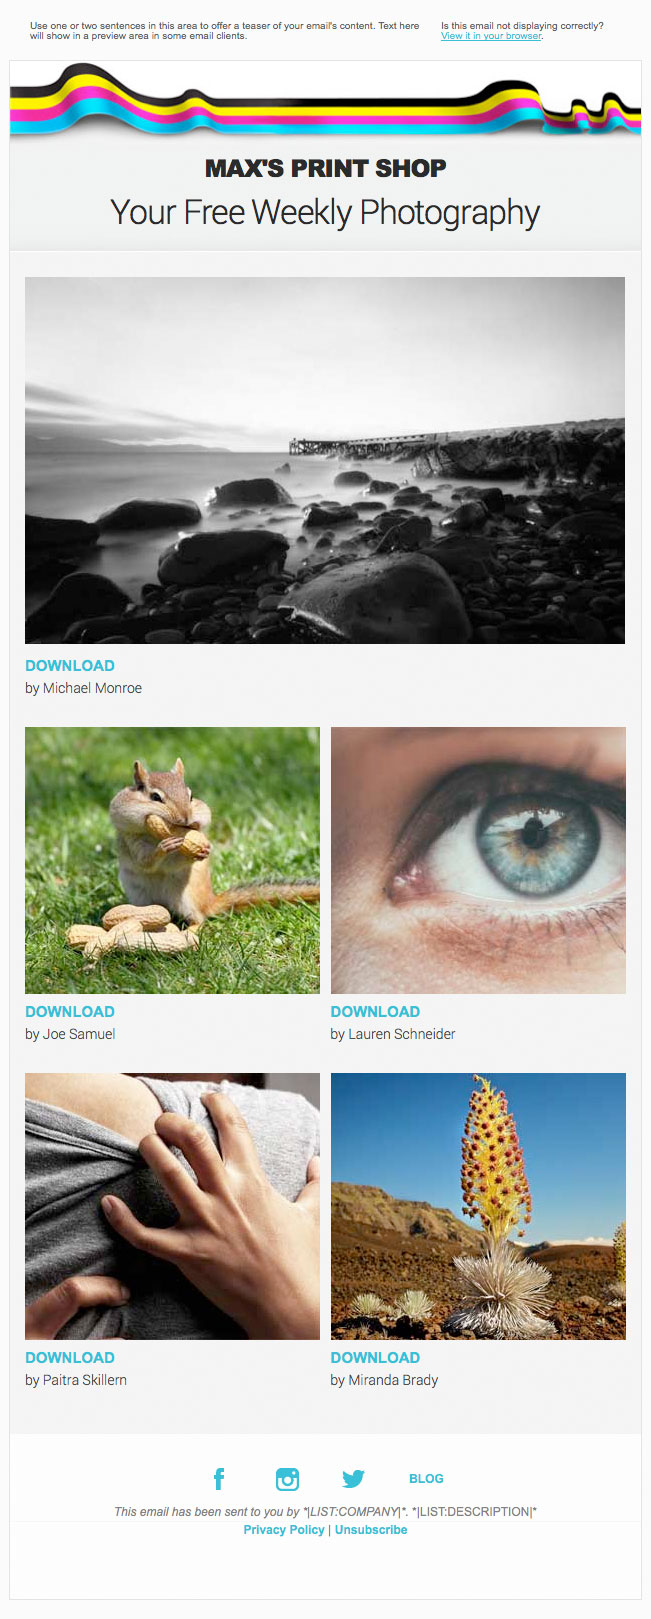 Use one or two sentences in this area to offer a teaser of your email's content. Text here
will show in a preview area in some email clients.
Is this email not displaying correctly?
View it in your browser.
MAX'S PRINT SHOP
Your Free Weekly Photography
DOWNLOAD
by Michael Monroe
DOWNLOAD
by Joe Samuel
DOWNLOAD
by Lauren Schneider
DOWNLOAD
by Paitra Skillern
DOWNLOAD
by Miranda Brady
BLOG
This email has been sent to you by *|LIST:COMPANY|*. *|LIST:DESCRIPTION|*
Privacy Policy | Unsubscribe